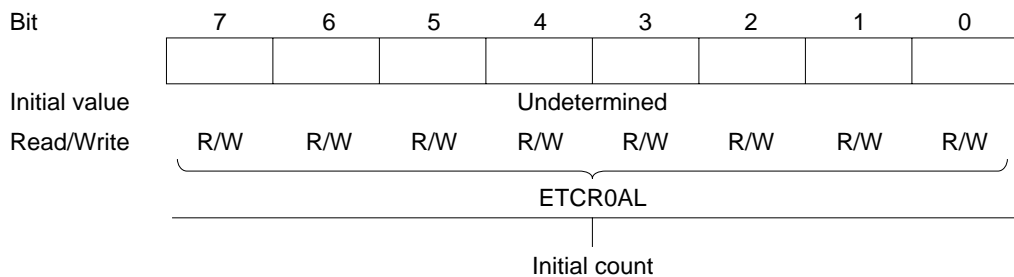 Bit 7 6 5 4 3 2 1 0
Initial value Undetermined
Read/Write R/W R/W R/W R/W R/W R/W R/W R/W
ETCR0AL
Initial count